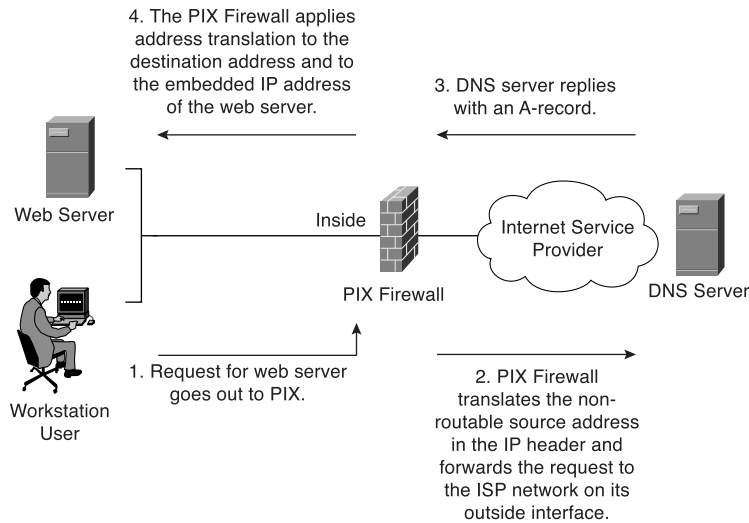 4. The PIX Firewall applies
address translation to the
destination address and to
the embedded IP address
of the web server.
3. DNS server replies
with an A-record.
Web Server
Inside
Internet Service
Provider
PIX Firewall
DNS Server
1. Request for web server
goes out to PIX.
Workstation
User
2. PIX Firewall
translates the non-
routable source address
in the IP header and
forwards the request to
the ISP network on its
outside interface.